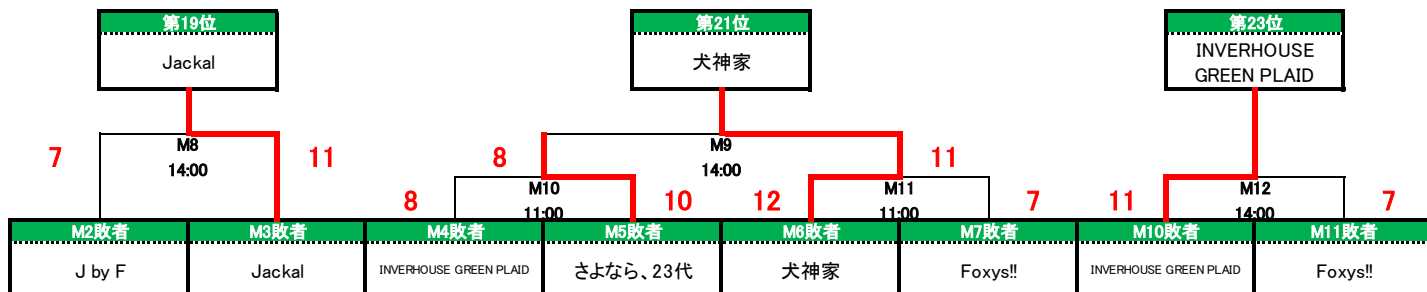 第19位
Jackal
第21位
犬神家
第23位
INVERHOUSE
GREEN PLAID
7
M8
14:00
11
8
M9
14:00
11
8
M10
11:00
10
12
M11
11:00
7
11
M12
14:00
7
M2敗者
M3敗者
M4敗者
M5敗者
M6敗者
M7敗者
M10敗者
M11敗者
J by F
Jackal
INVERHOUSE GREEN PLAID
さよなら、23代
犬神家
Foxys!!
INVERHOUSE GREEN PLAID
Foxys!!